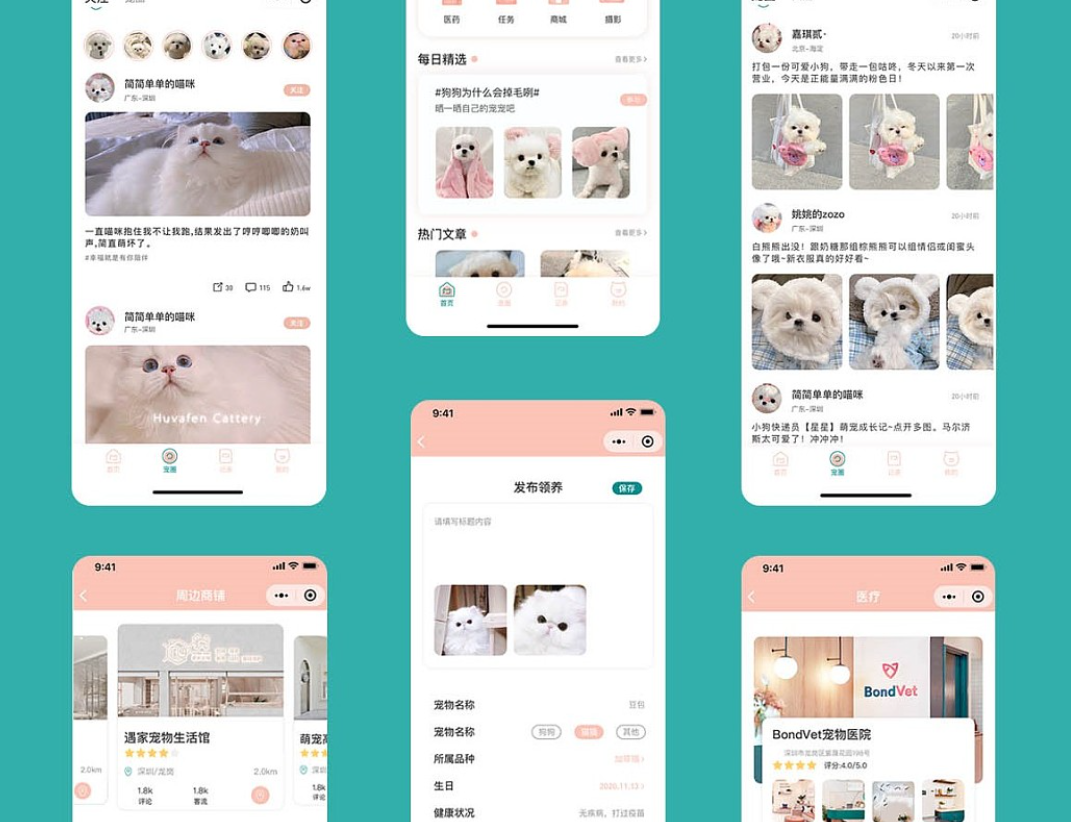 关注
简简单单的喵咪
广东-深圳
关注
一直喵咪抱住我不让我跑,结果发出了哼哼唧唧的奶叫
声,简直萌坏了。
#幸福就是有你陪伴
30
115
1.6w
简简单单的喵咪
广东-深圳
关注
Huvafen Cattery
首页
宠圈
记录
我的
医药
任务
商城
摄影
每日精选
查看更多>
#狗狗为什么会掉毛咧#
晒一晒自己的宠宠吧
热门文章
查看更多>
首页
宠圈
记录
我的
嘉琪贰·
20小时前
北京-海淀
打包一份可爱小狗，带走一包咕咚，冬天以来第一次
营业，今天是正能量满满的粉色日！
姚姚的zozo
20小时前
广东-深圳
白熊熊出没！跟奶糖那组棕熊熊可以组情侣或闺蜜头
像了哦~新衣服真的好好看~
简简单单的喵咪
20小时前
广东-深圳
小狗快递员【星星】萌宠成长记~点开多图。马尔济
斯太可爱了！冲冲冲！
首页
宠圈
记录
我的
9:41
周边商铺
遇家宠物生活馆
深圳/龙岗
2.0km
1.8k
评论
1.8k
客流
2.0km
萌宠
深圳
1.8k
评论
9:41
发布领养
保存
请填写标题内容
宠物名称
豆包
宠物名称
狗狗
猫猫
其他
所属品种
生日
2020.11.13 >
健康状况
无疾病，打过疫苗
9:41
医疗
BondVet
BondVet宠物医院
评分:4.0/5.0